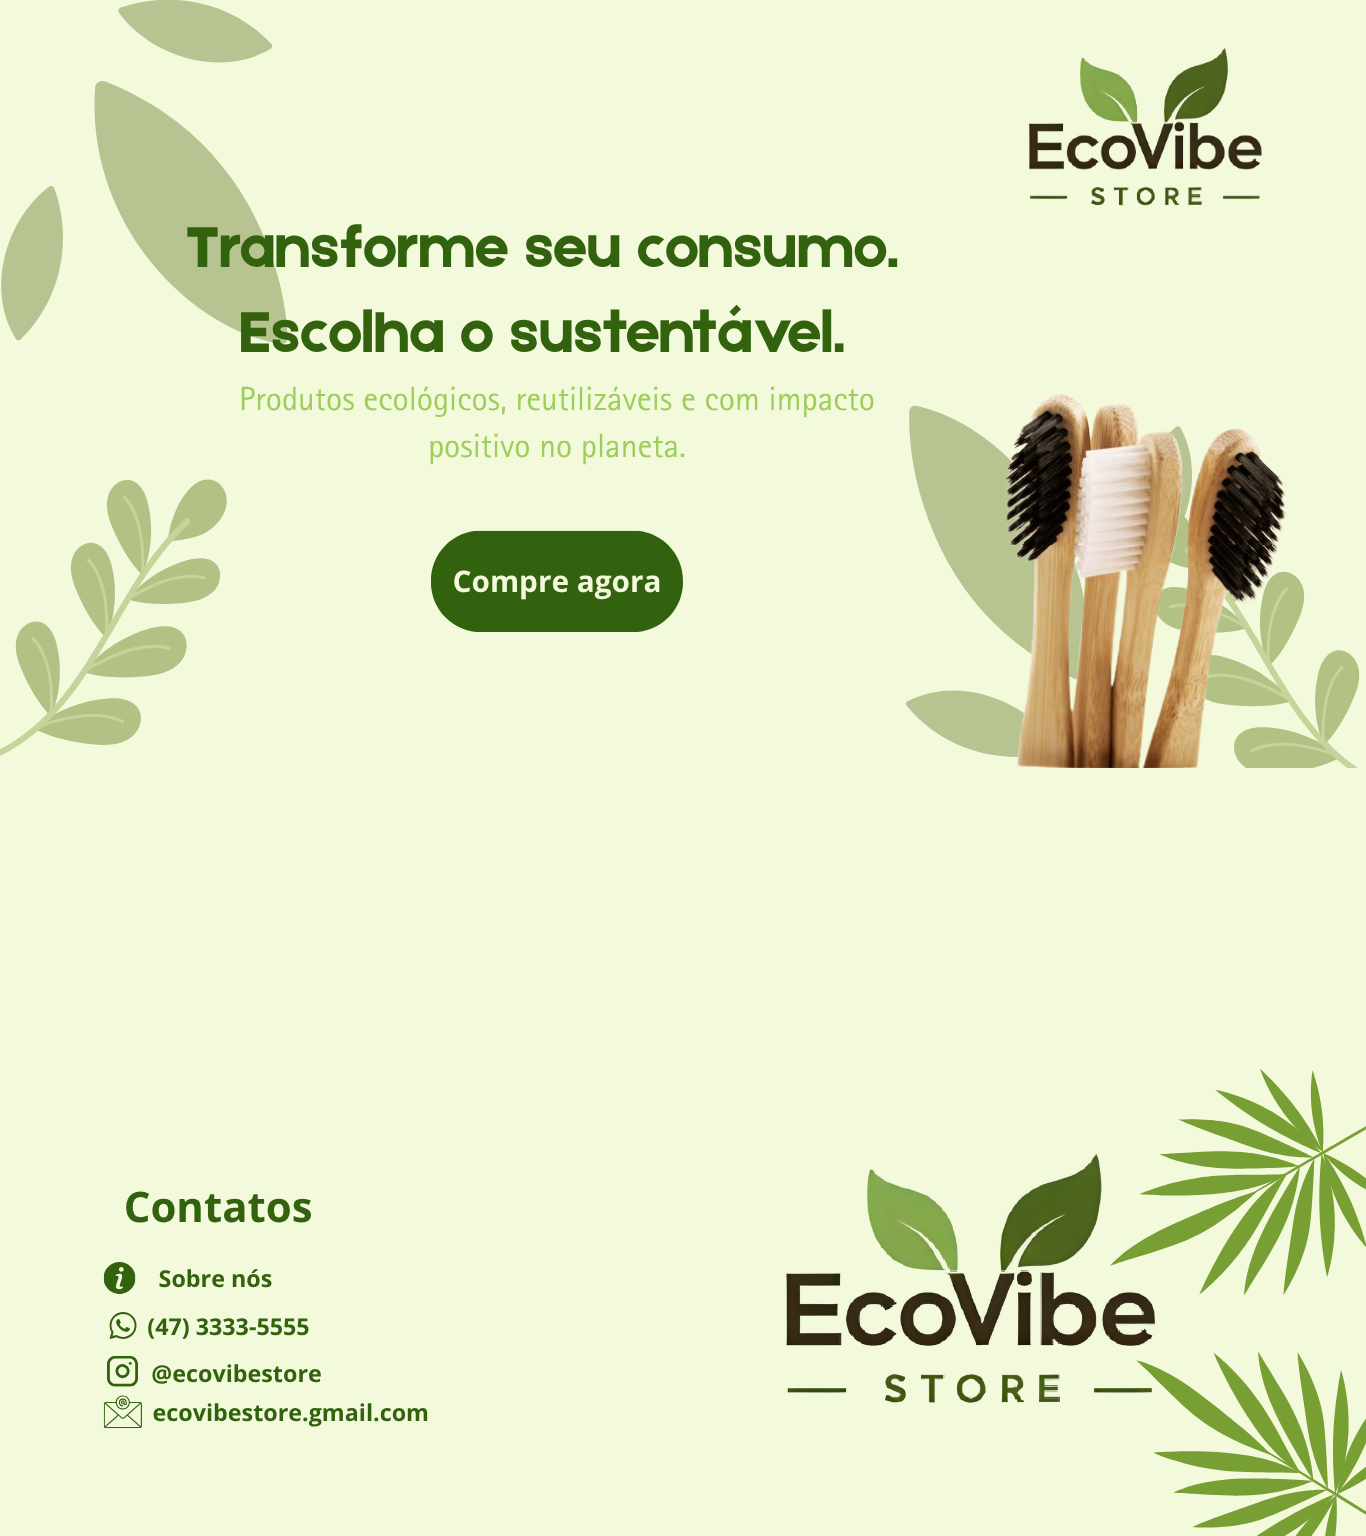 EcoVibe
STORE
Transforme seu consumo.
Escolha o sustentável.
Produtos ecológicos, reutilizáveis e com impacto
positivo no planeta.
Compre agora
Contatos
Sobre nós
(47) 3333-5555
@ecovibestore
ecovibestore.gmail.com
EcoVibe
STORE